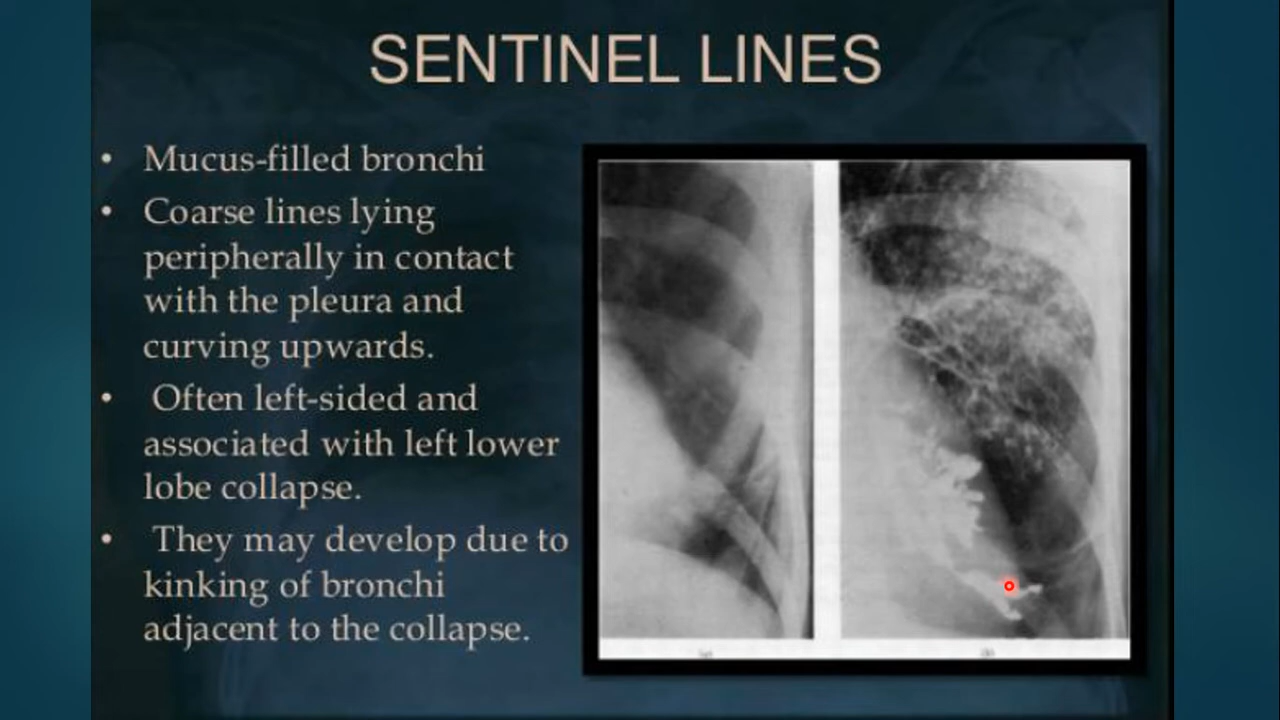 SENTINEL LINES
• Mucus-filled bronchi
• Coarse lines lying
peripherally in contact
with the pleura and
curving upwards.
• Often left-sided and
associated with left lower
lobe collapse.
• They may develop due to
kinking of bronchi
adjacent to the collapse.